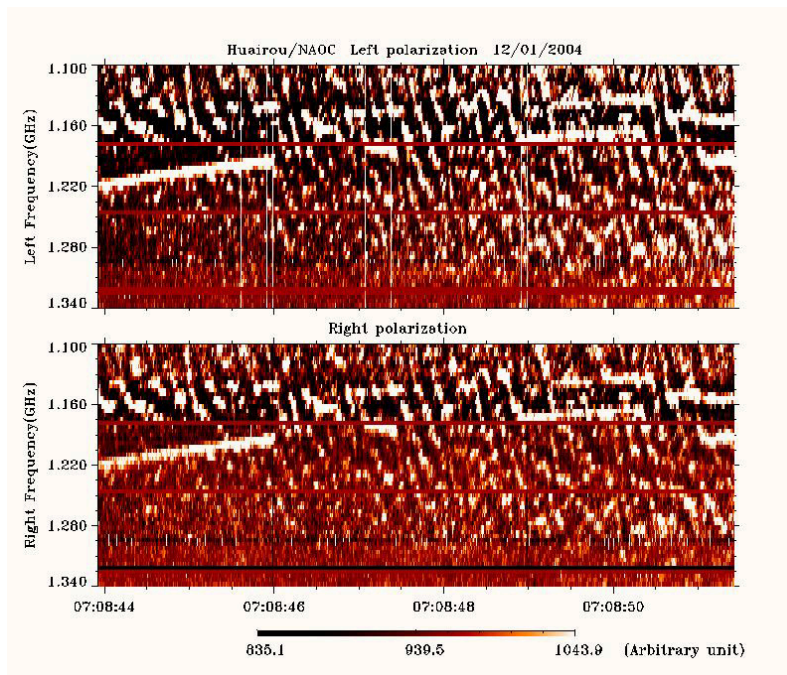 Huairou/NAOC Left polarization 12/01/2004
Left Frequency(GHz)
1.100
1.160
1.220
1.280
1.340
Right polarization
Right Frequency(GHz)
1.100
1.160
1.220
1.280
1.340
07:08:44 07:08:46 07:08:48 07:08:50
835.1 939.5 1043.9 (Arbitrary unit)